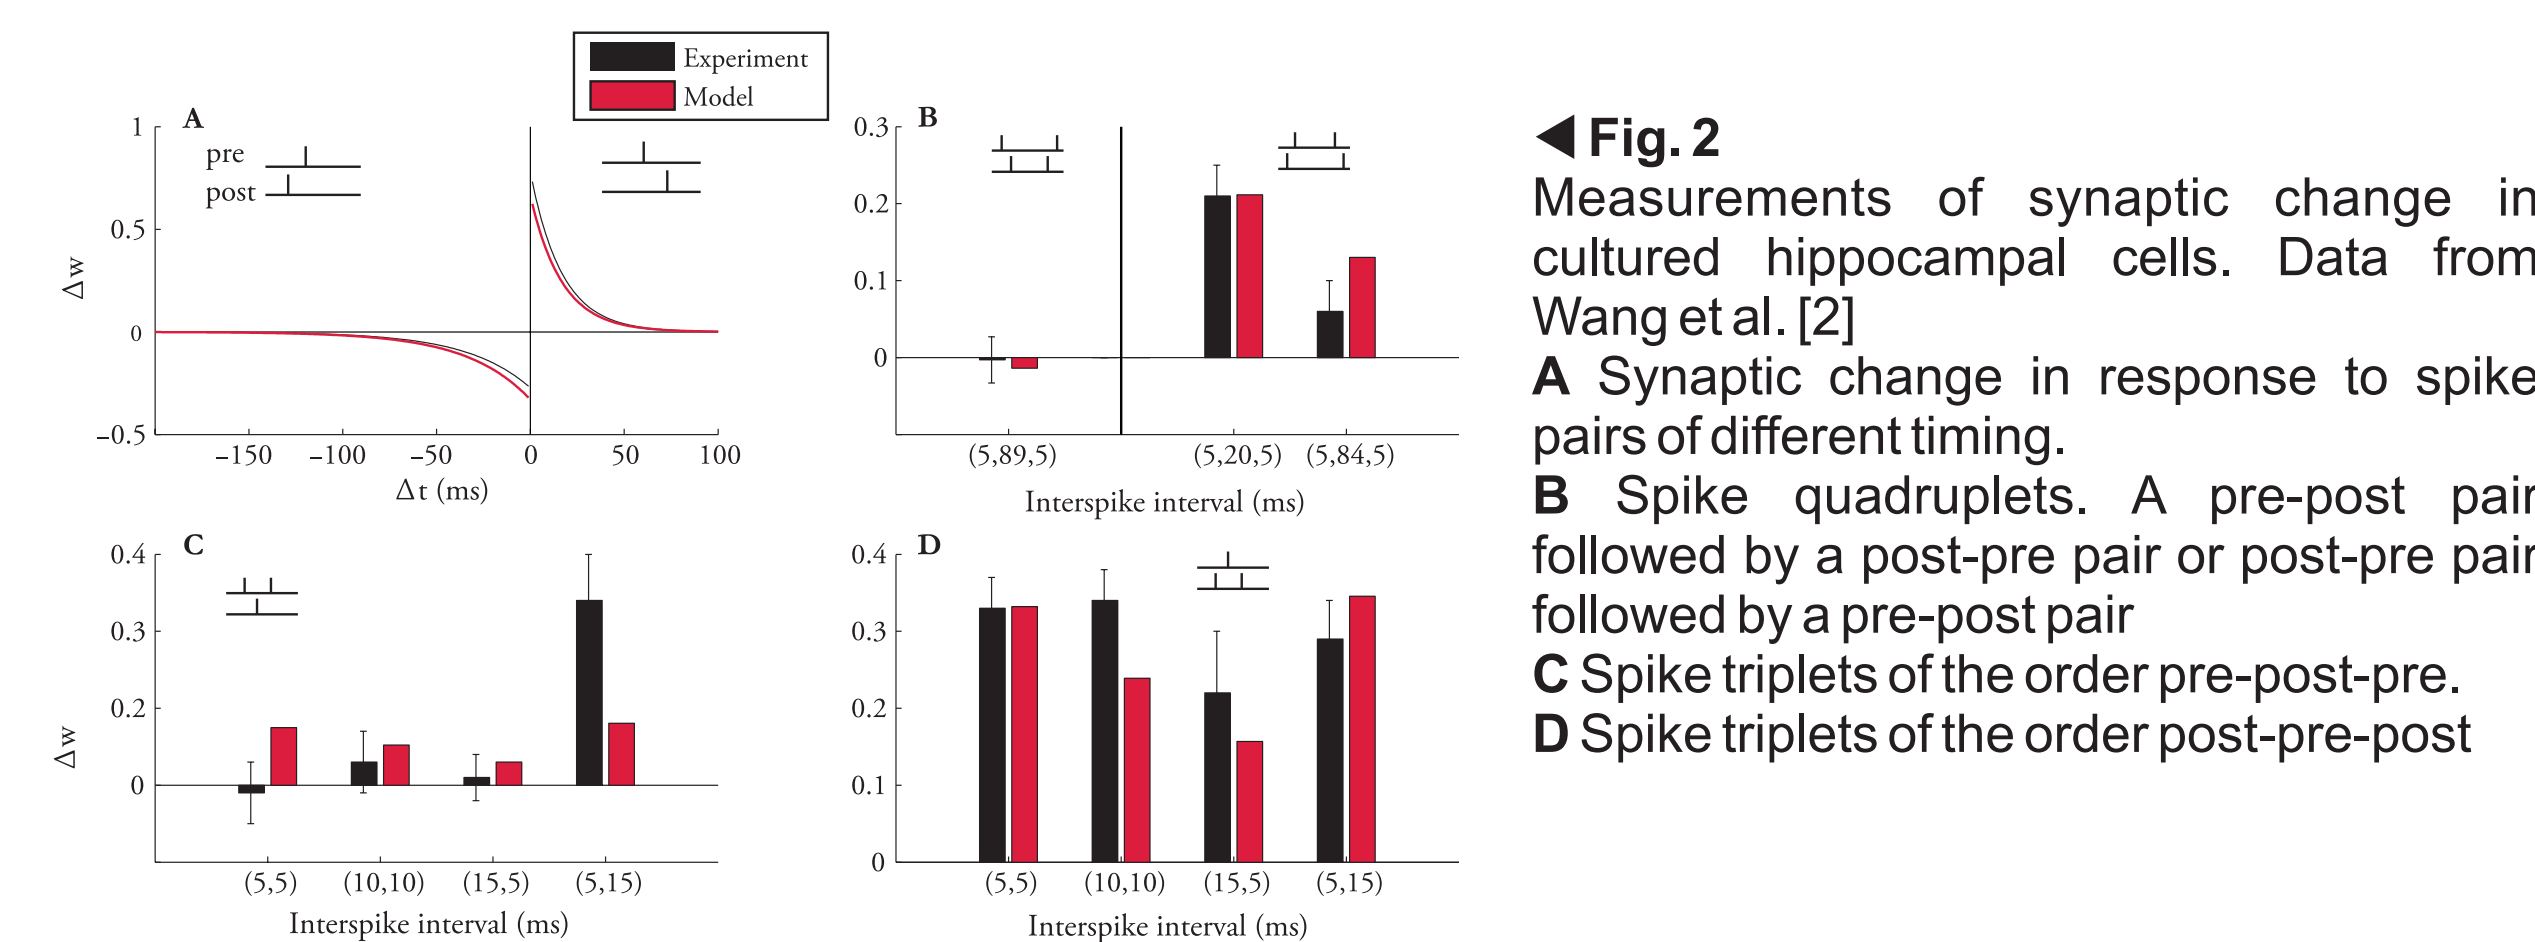 Experiment
Model
A
1
pre
post
0.5
0
−0.5
Δw
−150 −100 −50 0 50 100
Δt (ms)
B
0.3
0.2
0.1
0
(5,89,5) (5,20,5) (5,84,5)
Interspike interval (ms)
C
0.4
0.3
0.2
0
Δw
(5,5) (10,10) (15,5) (5,15)
Interspike interval (ms)
D
0.4
0.3
0.2
0.1
0
(5,5) (10,10) (15,5) (5,15)
Interspike interval (ms)
◀ Fig. 2
Measurements of synaptic change in
cultured hippocampal cells. Data from
Wang et al. [2]
A Synaptic change in response to spike
pairs of different timing.
B Spike quadruplets. A pre-post pair
followed by a post-pre pair or post-pre pair
followed by a pre-post pair
C Spike triplets of the order pre-post-pre.
D Spike triplets of the order post-pre-post